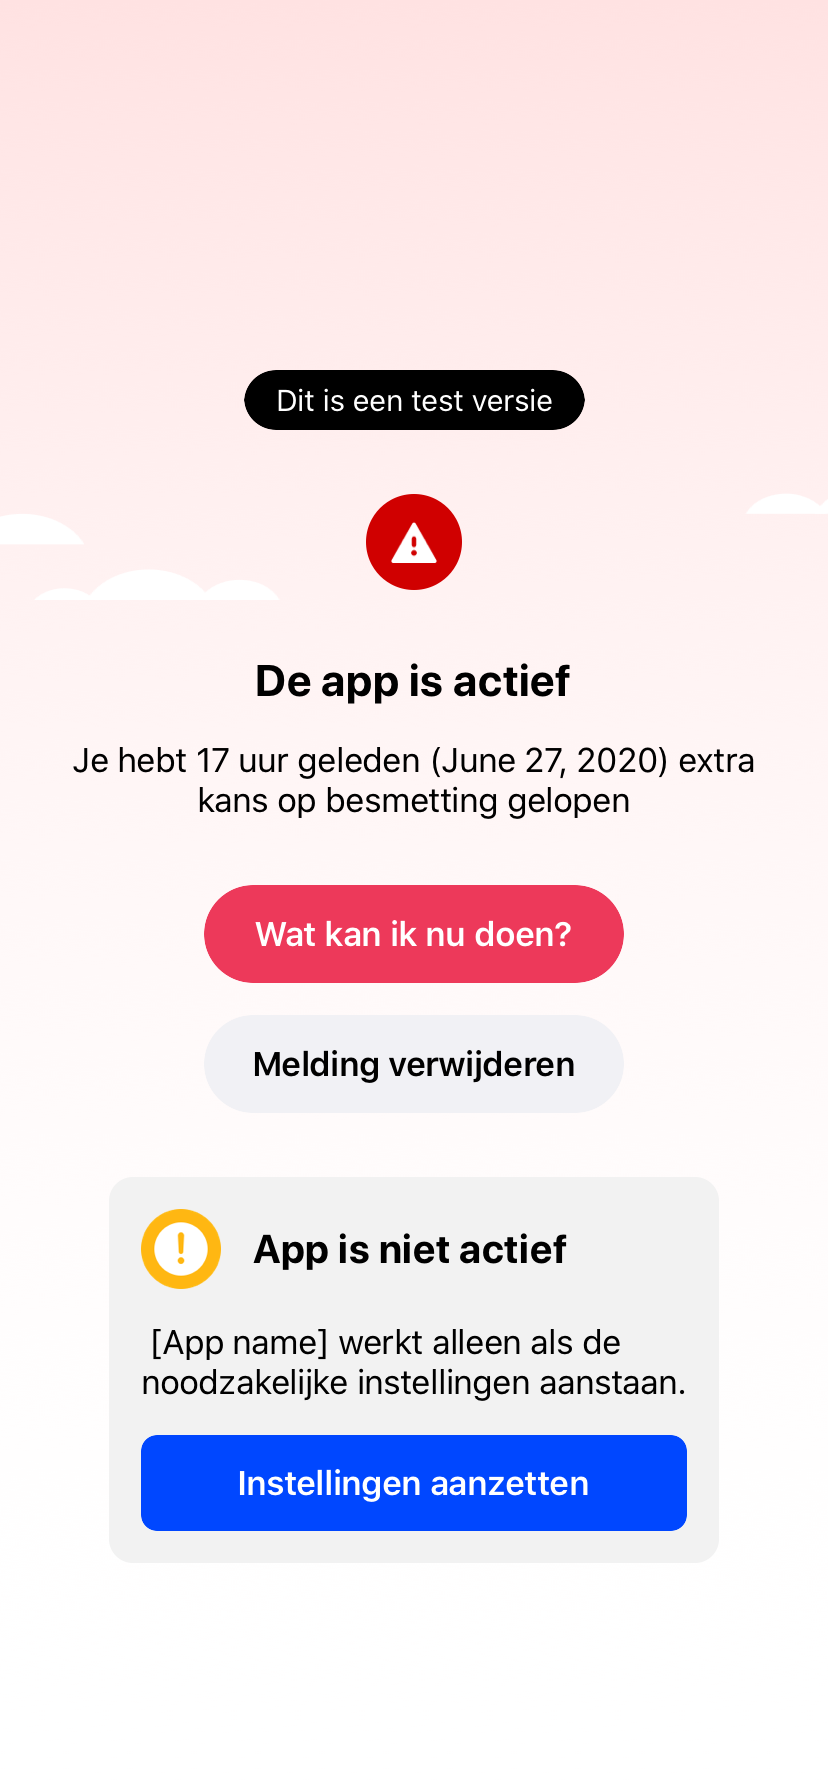 Dit is een test versie
De app is actief
Je hebt 17 uur geleden (June 27, 2020) extra
kans op besmetting gelopen
Wat kan ik nu doen?
Melding verwijderen
App is niet actief
[App name] werkt alleen als de
noodzakelijke instellingen aanstaan.
Instellingen aanzetten